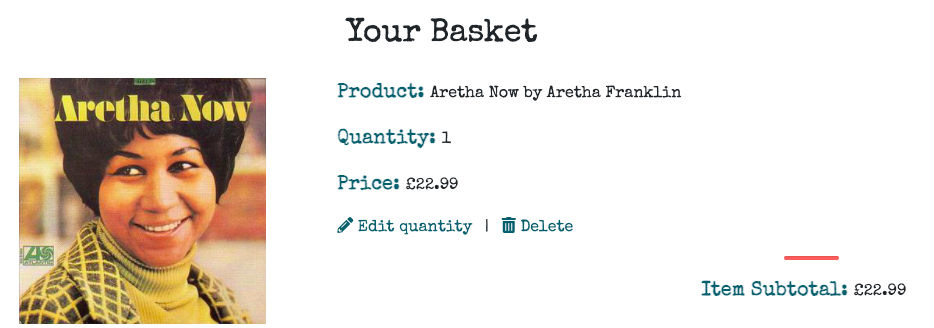 Your Basket
Aretha Now
Product: Aretha Now by Aretha Franklin
Quantity: 1
Price: £22.99
Edit quantity | Delete
ATLANTIC
Item Subtotal: £22.99